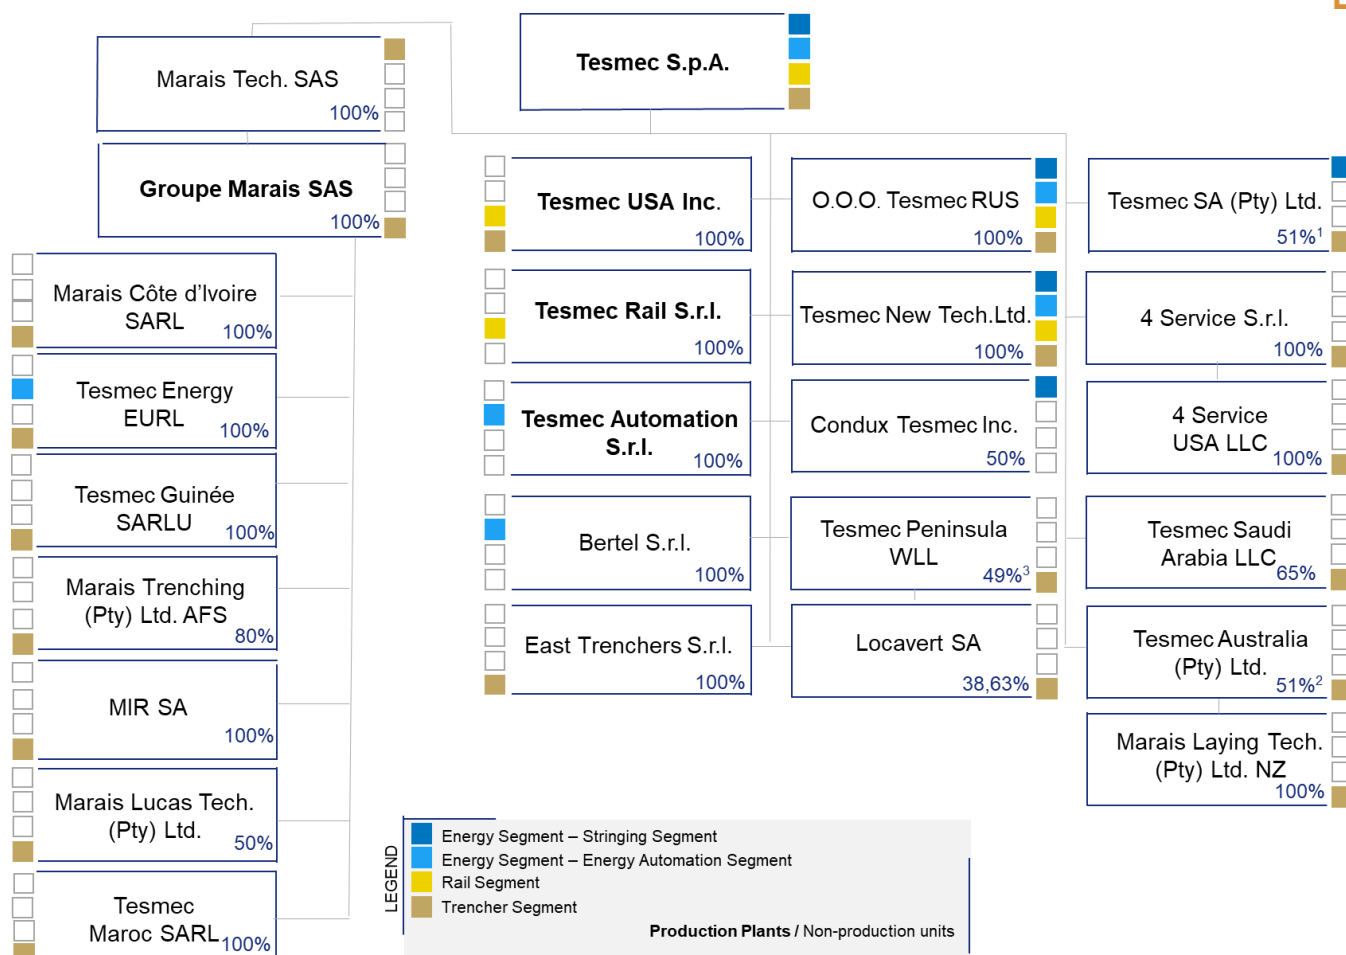 Tesmec S.p.A.
Marais Tech. SAS
100%
Groupe Marais SAS
100%
Marais Côte d'Ivoire
SARL
100%
Tesmec Energy
EURL
100%
Tesmec Guinée
SARLU
100%
Marais Trenching
(Pty) Ltd. AFS
80%
MIR SA
100%
Marais Lucas Tech.
(Pty) Ltd.
50%
Tesmec
Maroc SARL
100%
Tesmec USA Inc.
100%
Tesmec Rail S.r.l.
100%
Tesmec Automation
S.r.l.
100%
Bertel S.r.l.
100%
East Trenchers S.r.l.
100%
O.O.O. Tesmec RUS
100%
Tesmec New Tech.Ltd.
100%
Condux Tesmec Inc.
50%
Tesmec Peninsula
WLL
49%³
Locavert SA
38,63%
Tesmec SA (Pty) Ltd.
51%¹
4 Service S.r.l.
100%
4 Service
USA LLC
100%
Tesmec Saudi
Arabia LLC
65%
Tesmec Australia
(Pty) Ltd.
51%²
Marais Laying Tech.
(Pty) Ltd. NZ
100%
LEGEND
Energy Segment – Stringing Segment
Energy Segment – Energy Automation Segment
Rail Segment
Trencher Segment
Production Plants / Non-production units